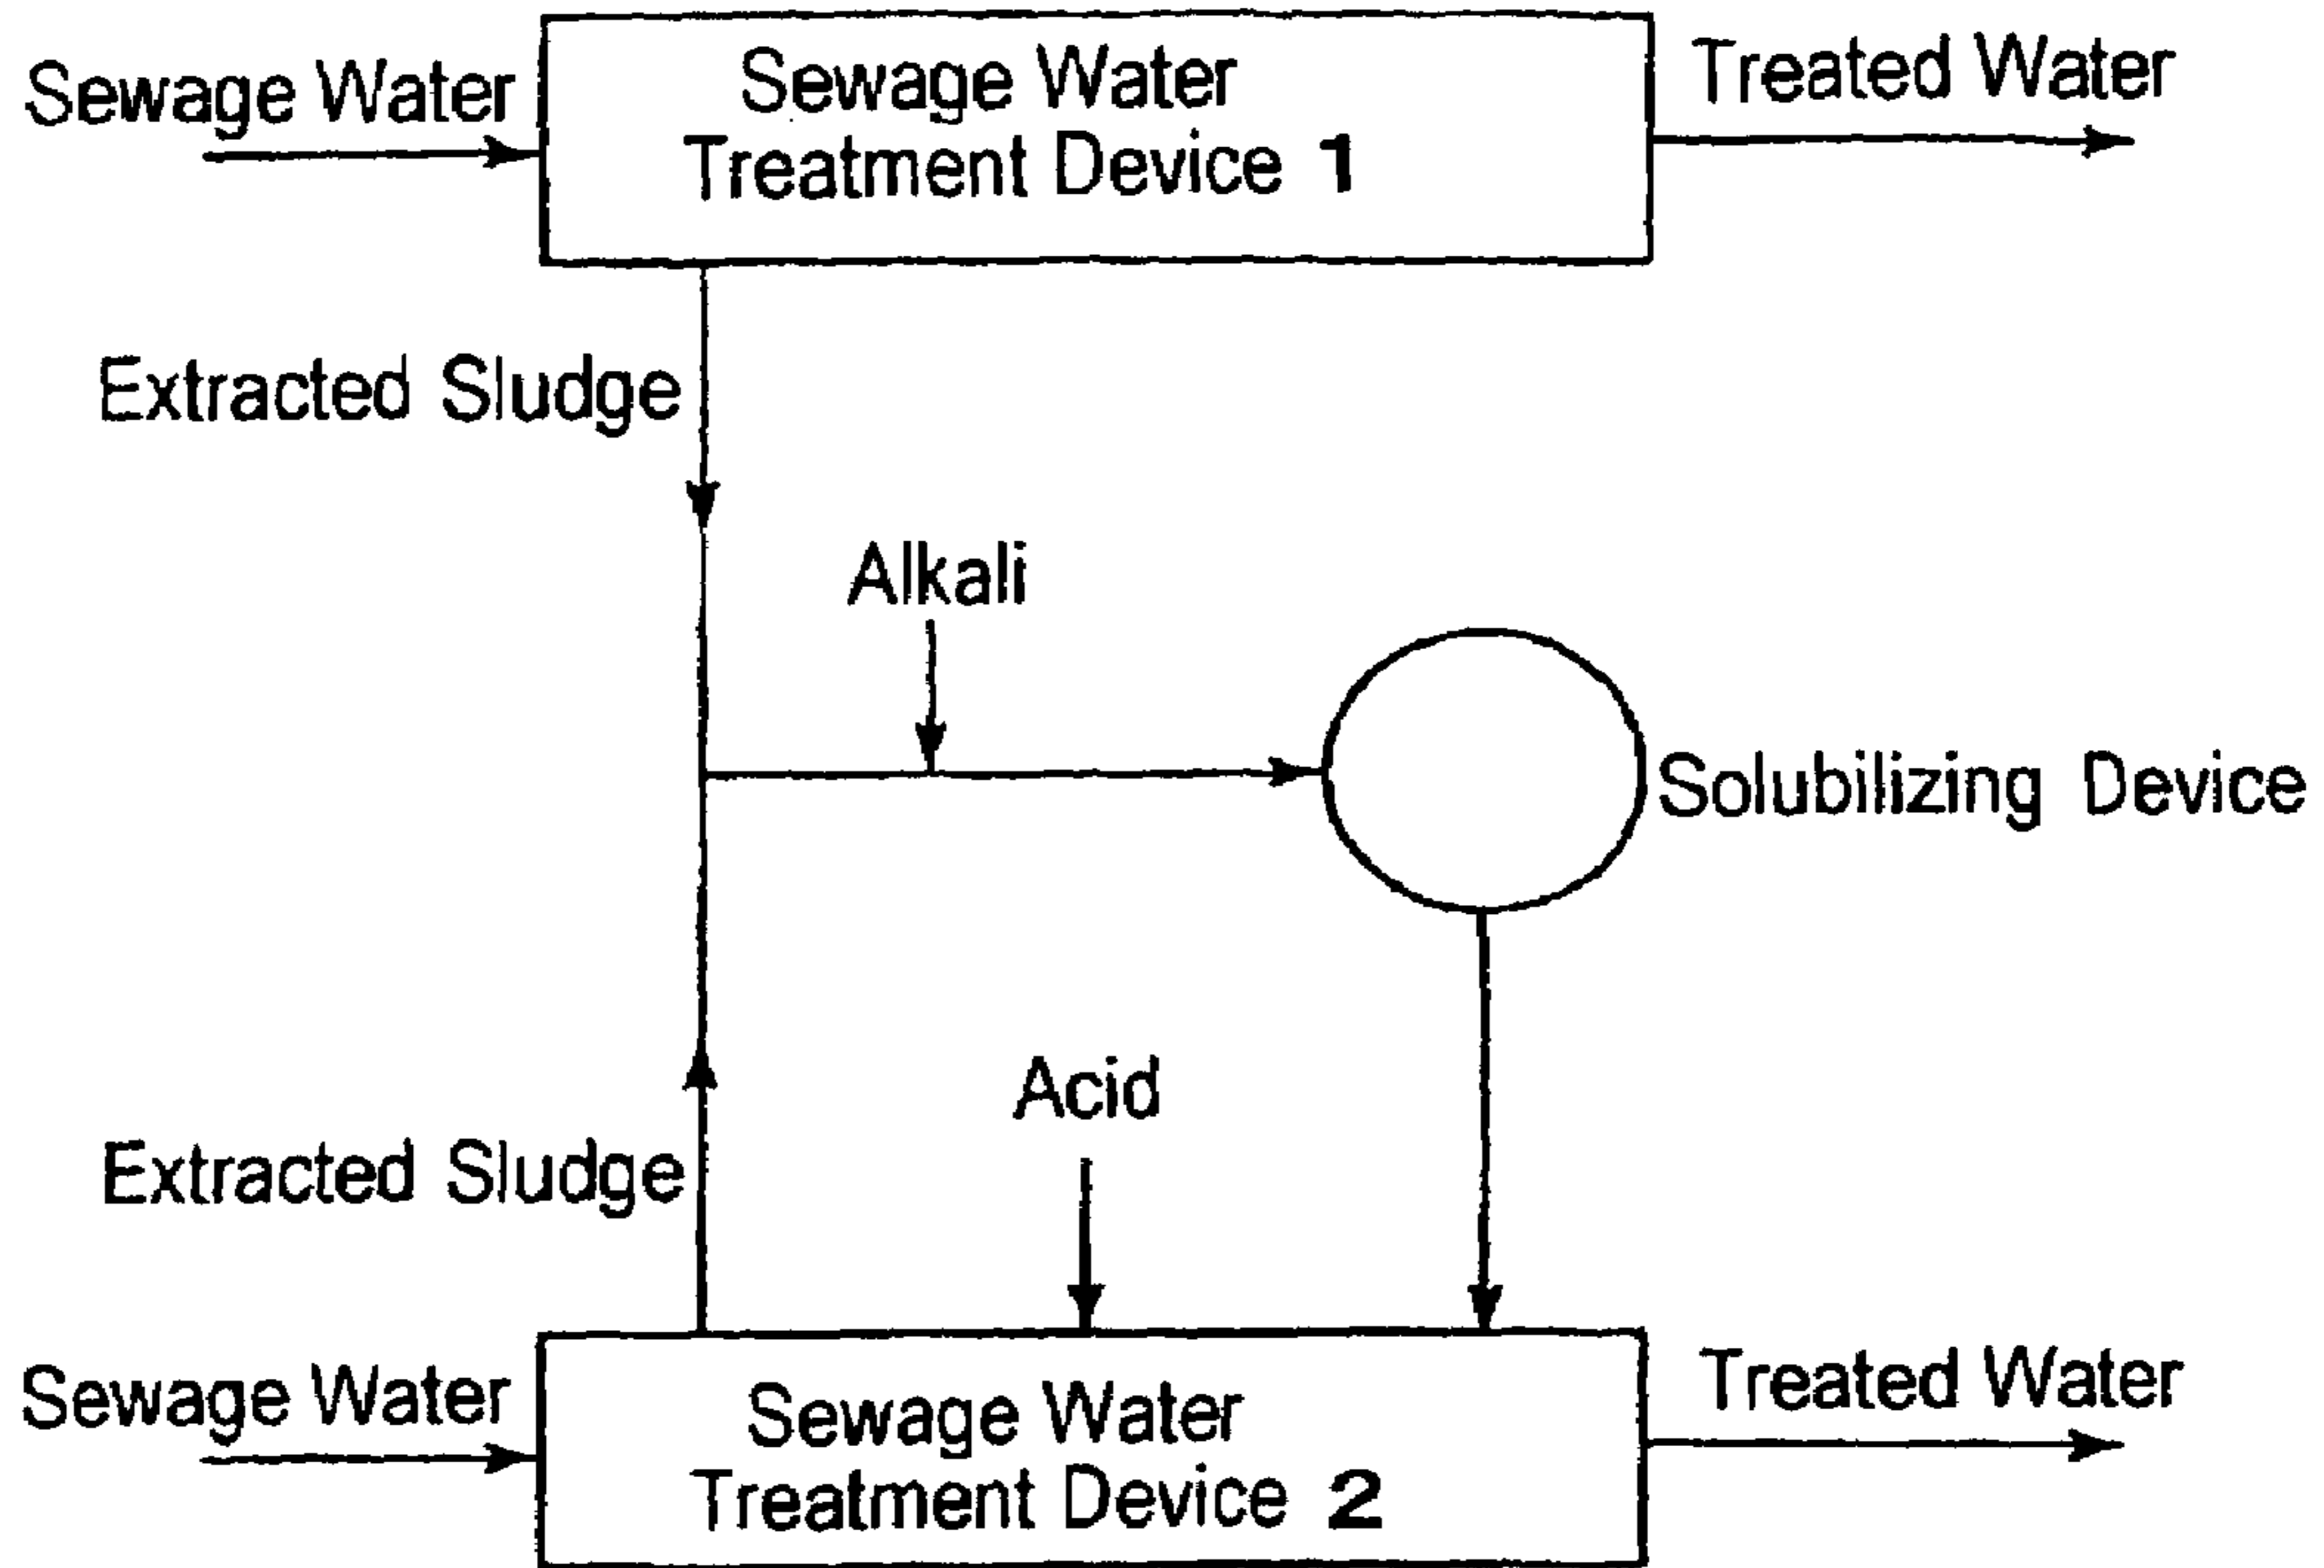 Sewage Water
Sewage Water
Treatment Device 1
Treated Water
Extracted Sludge
Alkali
Solubilizing Device
Acid
Extracted Sludge
Sewage Water
Sewage Water
Treatment Device 2
Treated Water